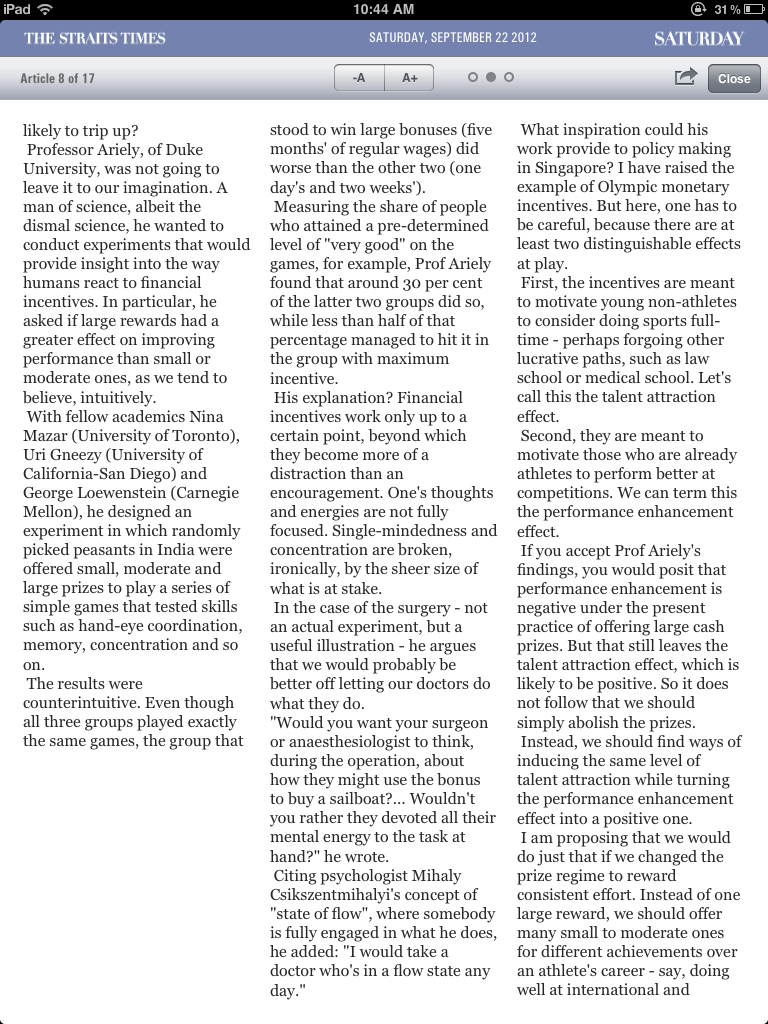 iPad
10:44 AM
31%
THE STRAITS TIMES
SATURDAY, SEPTEMBER 22 2012
SATURDAY
Article 8 of 17
-A
A+
Close
likely to trip up?
Professor Ariely, of Duke
University, was not going to
leave it to our imagination. A
man of science, albeit the
dismal science, he wanted to
conduct experiments that would
provide insight into the way
humans react to financial
incentives. In particular, he
asked if large rewards had a
greater effect on improving
performance than small or
moderate ones, as we tend to
believe, intuitively.
With fellow academics Nina
Mazar (University of Toronto),
Uri Gneezy (University of
California-San Diego) and
George Loewenstein (Carnegie
Mellon), he designed an
experiment in which randomly
picked peasants in India were
offered small, moderate and
large prizes to play a series of
simple games that tested skills
such as hand-eye coordination,
memory, concentration and so
on.
The results were
counterintuitive. Even though
all three groups played exactly
the same games, the group that
stood to win large bonuses (five
months' of regular wages) did
worse than the other two (one
day's and two weeks').
Measuring the share of people
who attained a pre-determined
level of "very good" on the
games, for example, Prof Ariely
found that around 30 per cent
of the latter two groups did so,
while less than half of that
percentage managed to hit it in
the group with maximum
incentive.
His explanation? Financial
incentives work only up to a
certain point, beyond which
they become more of a
distraction than an
encouragement. One's thoughts
and energies are not fully
focused. Single-mindedness and
concentration are broken,
ironically, by the sheer size of
what is at stake.
In the case of the surgery - not
an actual experiment, but a
useful illustration - he argues
that we would probably be
better off letting our doctors do
what they do.
"Would you want your surgeon
or anaesthesiologist to think,
during the operation, about
how they might use the bonus
to buy a sailboat?... Wouldn't
you rather they devoted all their
mental energy to the task at
hand?" he wrote.
Citing psychologist Mihaly
Csikszentmihalyi's concept of
"state of flow", where somebody
is fully engaged in what he does,
he added: "I would take a
doctor who's in a flow state any
day."
What inspiration could his
work provide to policy making
in Singapore? I have raised the
example of Olympic monetary
incentives. But here, one has to
be careful, because there are at
least two distinguishable effects
at play.
First, the incentives are meant
to motivate young non-athletes
to consider doing sports full-
time - perhaps forgoing other
lucrative paths, such as law
school or medical school. Let's
call this the talent attraction
effect.
Second, they are meant to
motivate those who are already
athletes to perform better at
competitions. We can term this
the performance enhancement
effect.
If you accept Prof Ariely's
findings, you would posit that
performance enhancement is
negative under the present
practice of offering large cash
prizes. But that still leaves the
talent attraction effect, which is
likely to be positive. So it does
not follow that we should
simply abolish the prizes.
Instead, we should find ways of
inducing the same level of
talent attraction while turning
the performance enhancement
effect into a positive one.
I am proposing that we would
do just that if we changed the
prize regime to reward
consistent effort. Instead of one
large reward, we should offer
many small to moderate ones
for different achievements over
an athlete's career - say, doing
well at international and